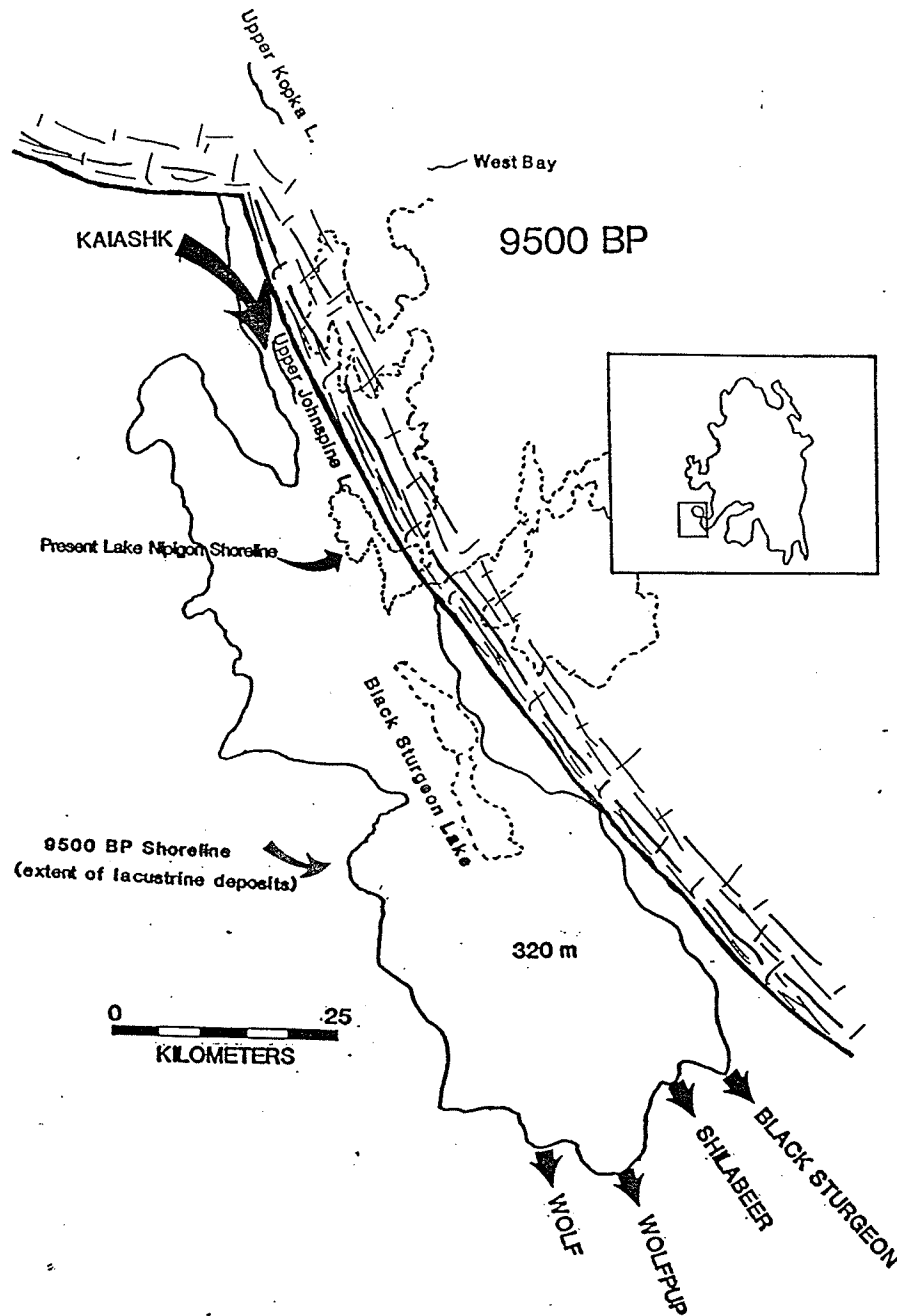 Upper Kopka L.
West Bay
9500 BP
KAIASHK
Upper Johnspine L.
Present Lake Nipigon Shoreline
Black Sturgeon Lake
9500 BP Shoreline
(extent of lacustrine deposits)
320 m
0 25
KILOMETERS
WOLF
WOLFPUP
SHILABEER
BLACK STURGEON